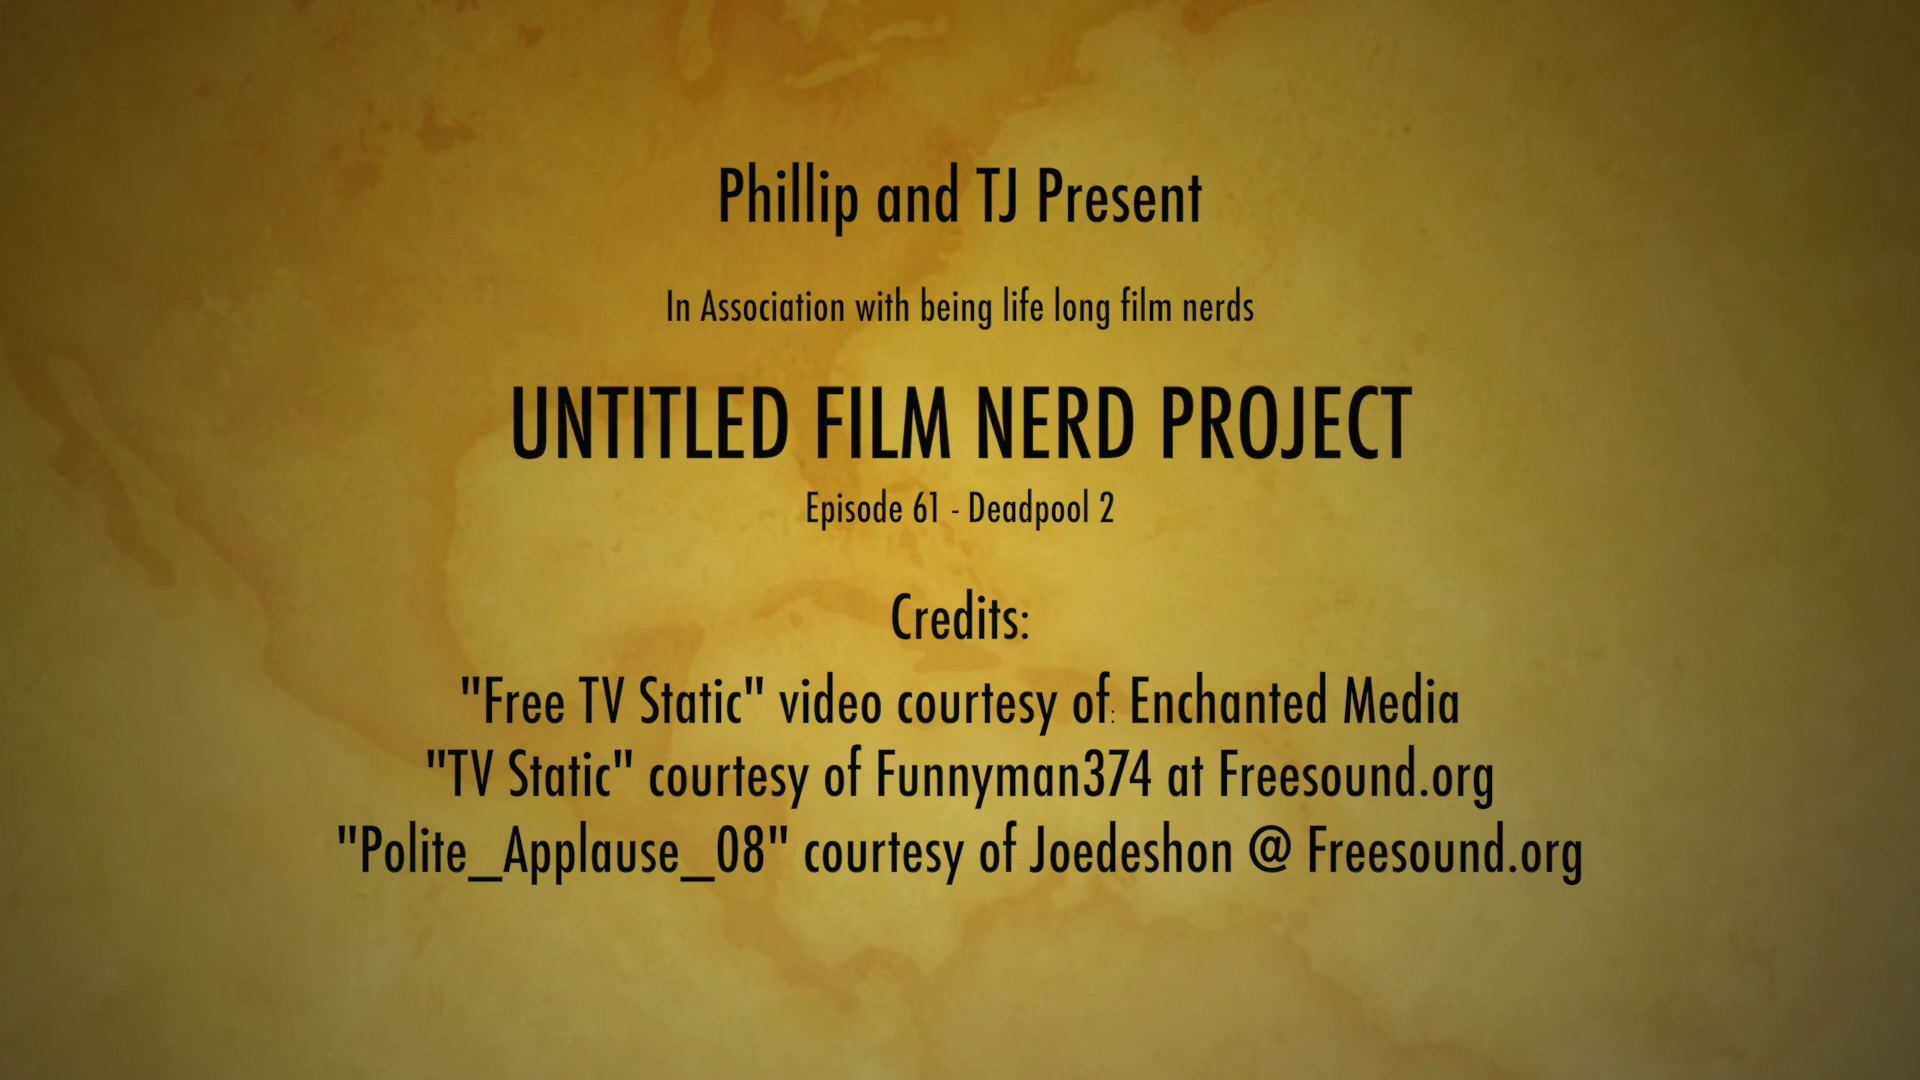 Phillip and TJ Present
In Association with being life long film nerds
UNTITLED FILM NERD PROJECT
Episode 61 - Deadpool 2
Credits:
"Free TV Static" video courtesy of: Enchanted Media
"TV Static" courtesy of Funnyman374 at Freesound.org
"Polite_Applause_08" courtesy of Joedeshon @ Freesound.org